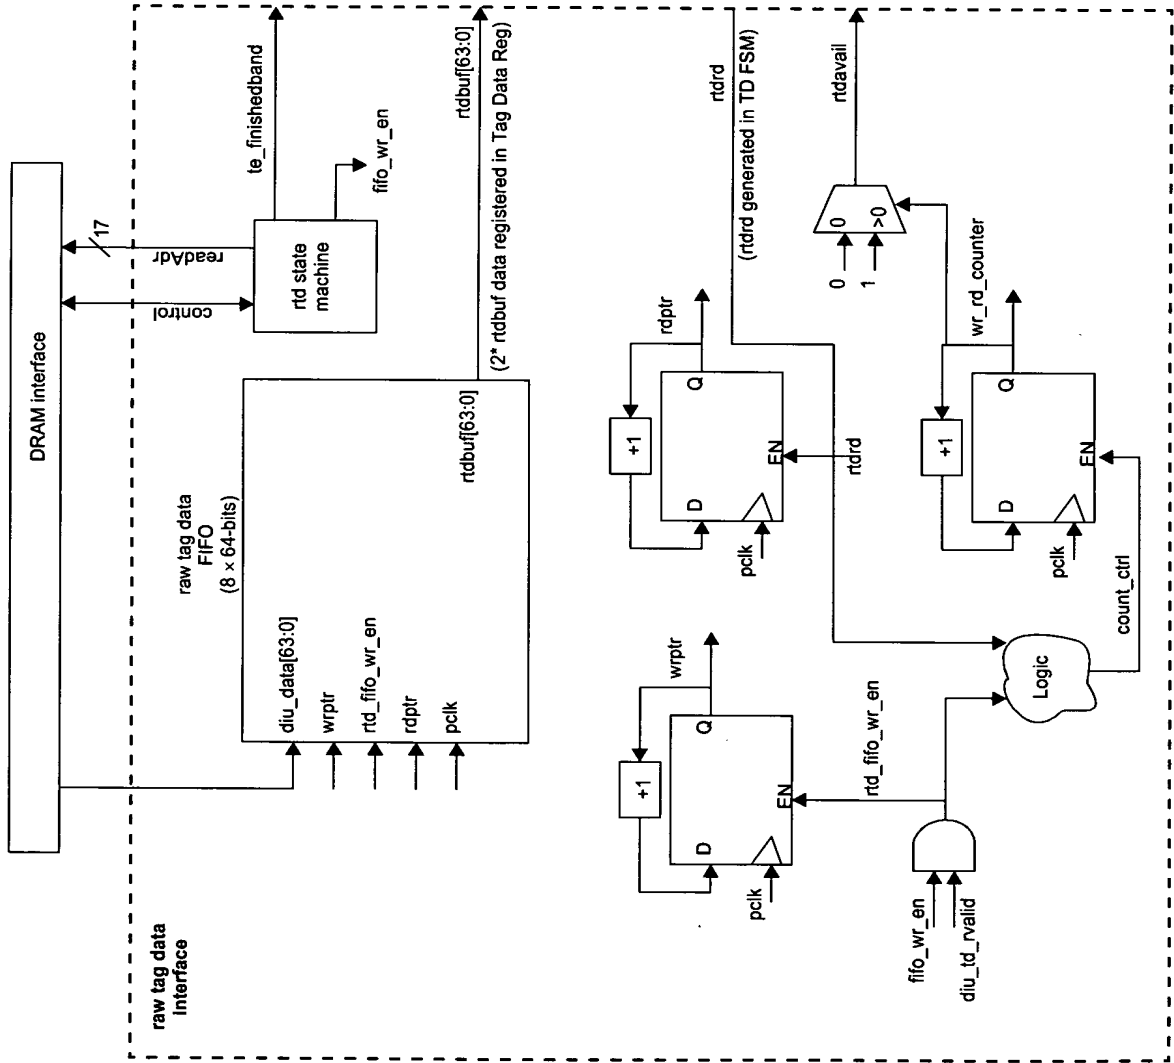 DRAM interface
raw tag data
Interface
control
readAdr
17
rtd state
machine
te_finishedband
fifo_wr_en
raw tag data
FIFO
(8 × 64-bits)
diu_data[63:0]
wrptr
rtd_fifo_wr_en
rdptr
pclk
rtdbuf[63:0]
rtdbuf[63:0]
(2* rtdbuf data registered in Tag Data Reg)
rtdrd
(rtdrd generated in TD FSM)
+1
D
Q
EN
pclk
wrptr
+1
D
Q
EN
pclk
rdptr
rtdrd
fifo_wr_en
diu_td_rvalid
rtd_fifo_wr_en
Logic
count_ctrl
+1
D
Q
EN
pclk
wr_rd_counter
0
1
0
>0
rtdavail